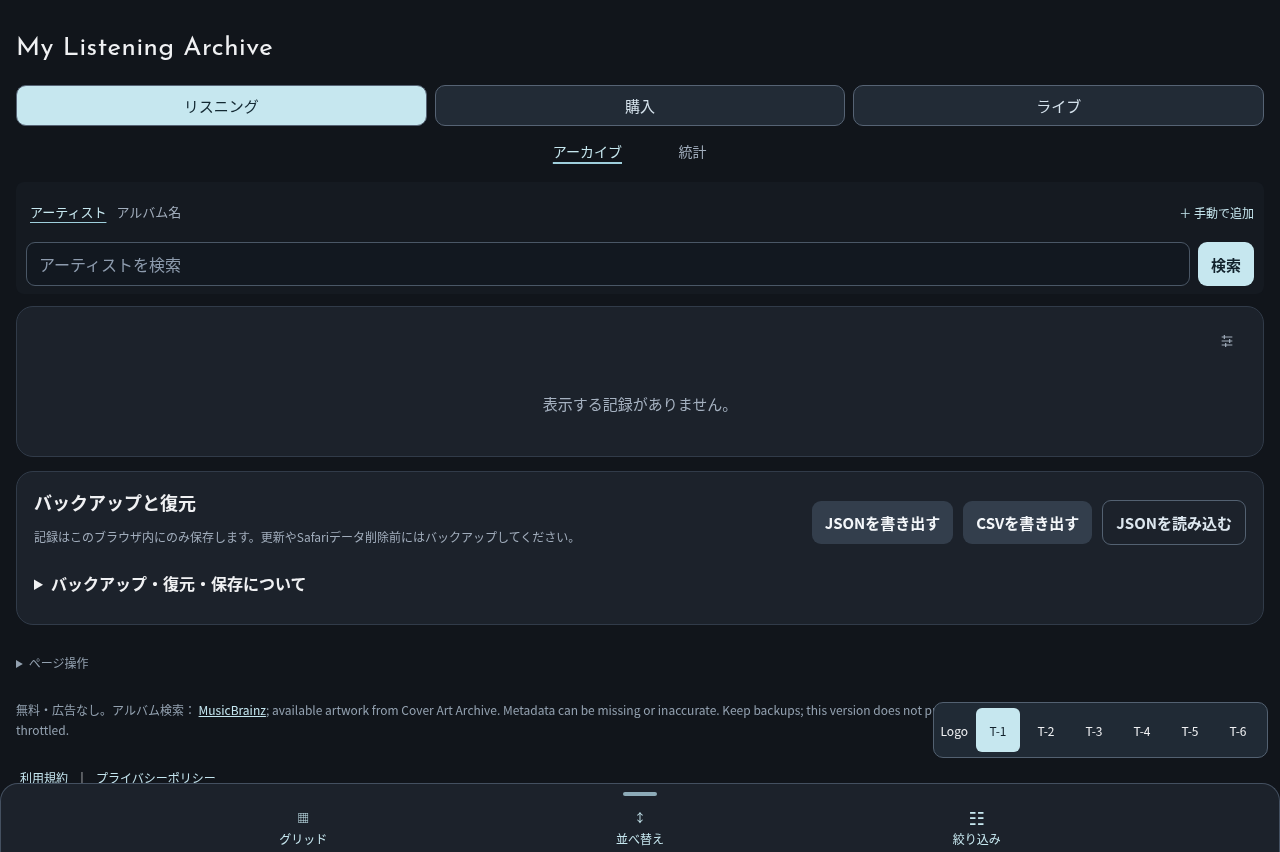 My Listening Archive
リスニング 購入 ライブ
アーカイブ 統計
アーティスト アルバム名 ＋ 手動で追加
アーティストを検索 検索
表示する記録がありません。
バックアップと復元
記録はこのブラウザ内にのみ保存します。更新やSafariデータ削除前にはバックアップしてください。
JSONを書き出す CSVを書き出す JSONを読み込む
バックアップ・復元・保存について
ページ操作
無料・広告なし。アルバム検索： MusicBrainz; available artwork from Cover Art Archive. Metadata can be missing or inaccurate. Keep backups; this version does not
throttled.
Logo T-1 T-2 T-3 T-4 T-5 T-6
利用規約 | プライバシーポリシー
グリッド 並べ替え 絞り込み